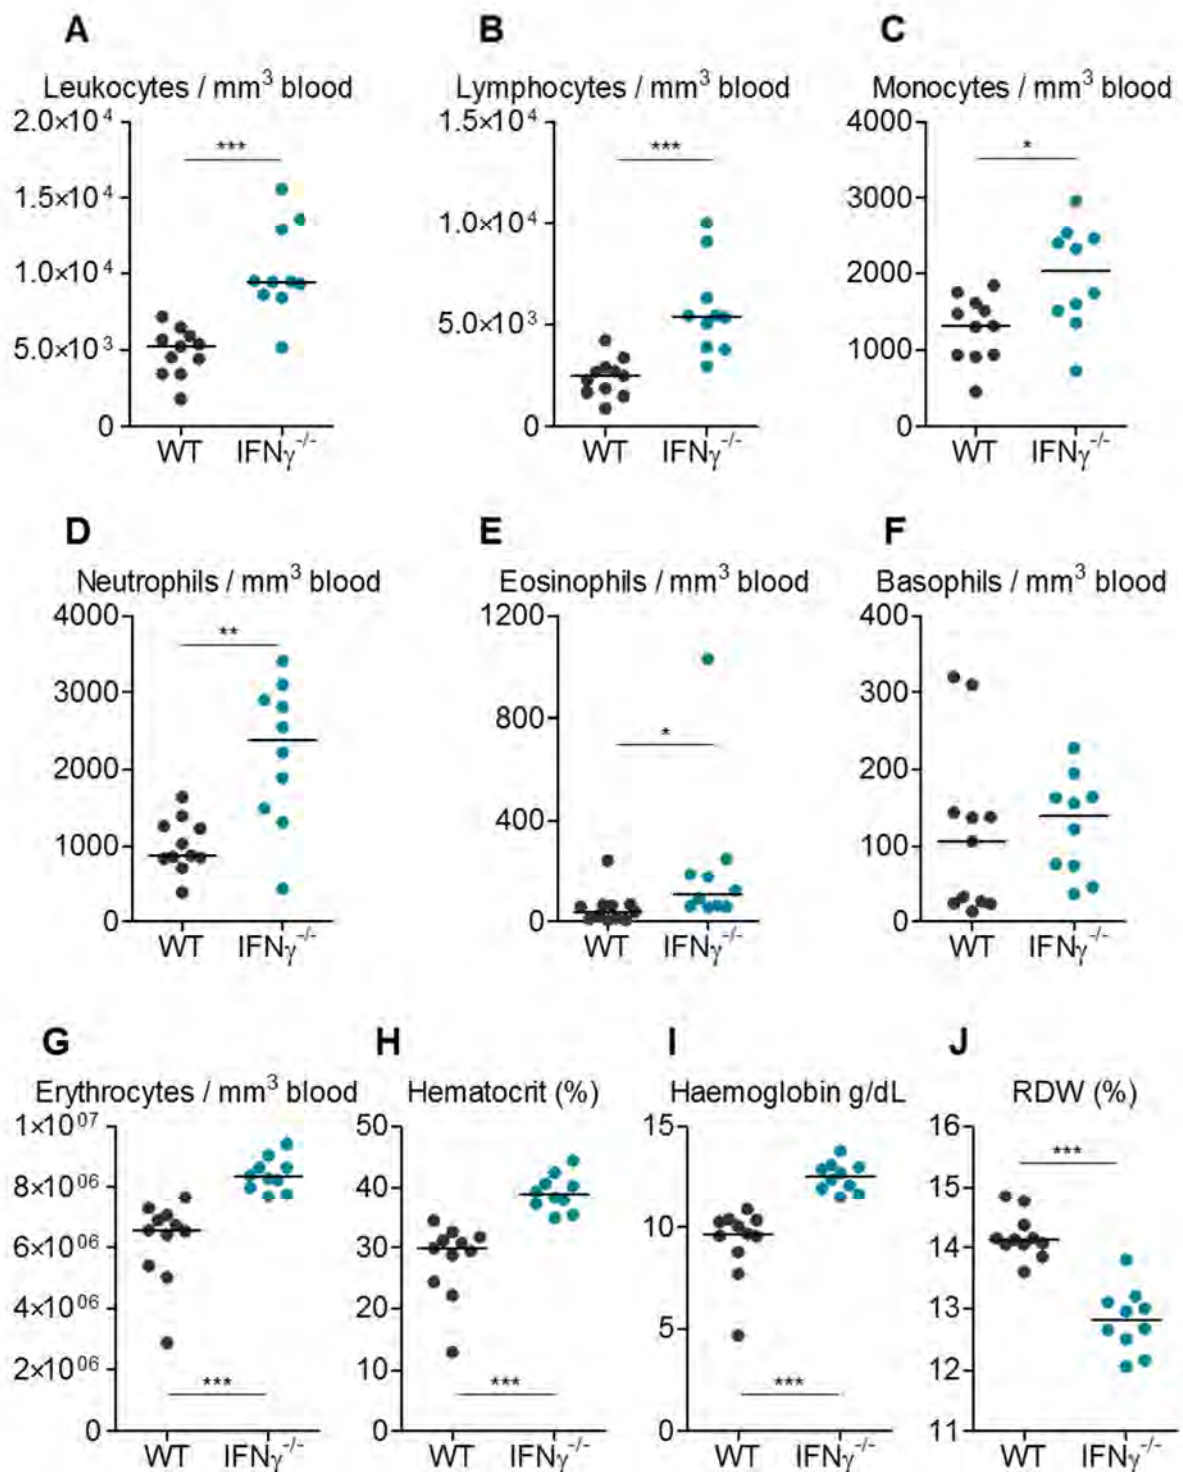 A
Leukocytes / mm³ blood
2.0×10⁴
1.5×10⁴
1.0×10⁴
5.0×10³
0
***
WT IFNγ⁻/⁻
B
Lymphocytes / mm³ blood
1.5×10⁴
1.0×10⁴
5.0×10³
0
***
WT IFNγ⁻/⁻
C
Monocytes / mm³ blood
4000
3000
2000
1000
0
*
WT IFNγ⁻/⁻
D
Neutrophils / mm³ blood
4000
3000
2000
1000
0
**
WT IFNγ⁻/⁻
E
Eosinophils / mm³ blood
1200
800
400
0
*
WT IFNγ⁻/⁻
F
Basophils / mm³ blood
400
300
200
100
0
WT IFNγ⁻/⁻
G
Erythrocytes / mm³ blood
1×10⁰⁷
8×10⁰⁶
6×10⁰⁶
4×10⁰⁶
2×10⁰⁶
0
***
WT IFNγ⁻/⁻
H
Hematocrit (%)
50
40
30
20
10
0
***
WT IFNγ⁻/⁻
I
Haemoglobin g/dL
15
10
5
0
***
WT IFNγ⁻/⁻
J
RDW (%)
16
15
14
13
12
11
***
WT IFNγ⁻/⁻